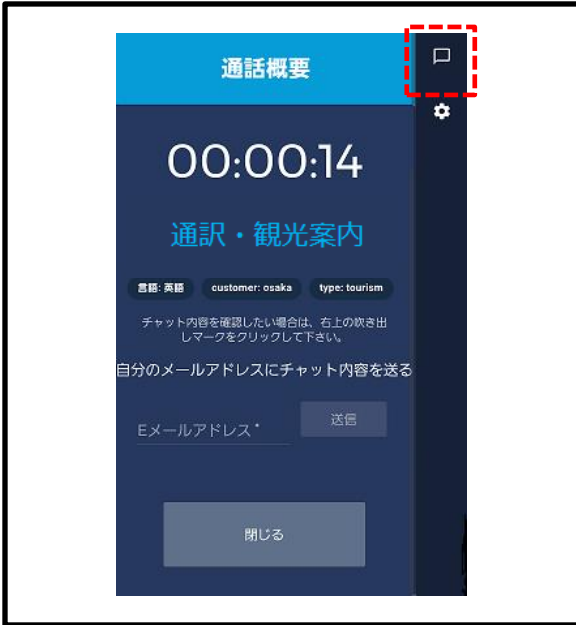 通話概要
00:00:14
通訳・観光案内
言語: 英語 customer: osaka type: tourism
チャット内容を確認したい場合は、右上の吹き出
しマークをクリックして下さい。
自分のメールアドレスにチャット内容を送る
Eメールアドレス *
送信
閉じる